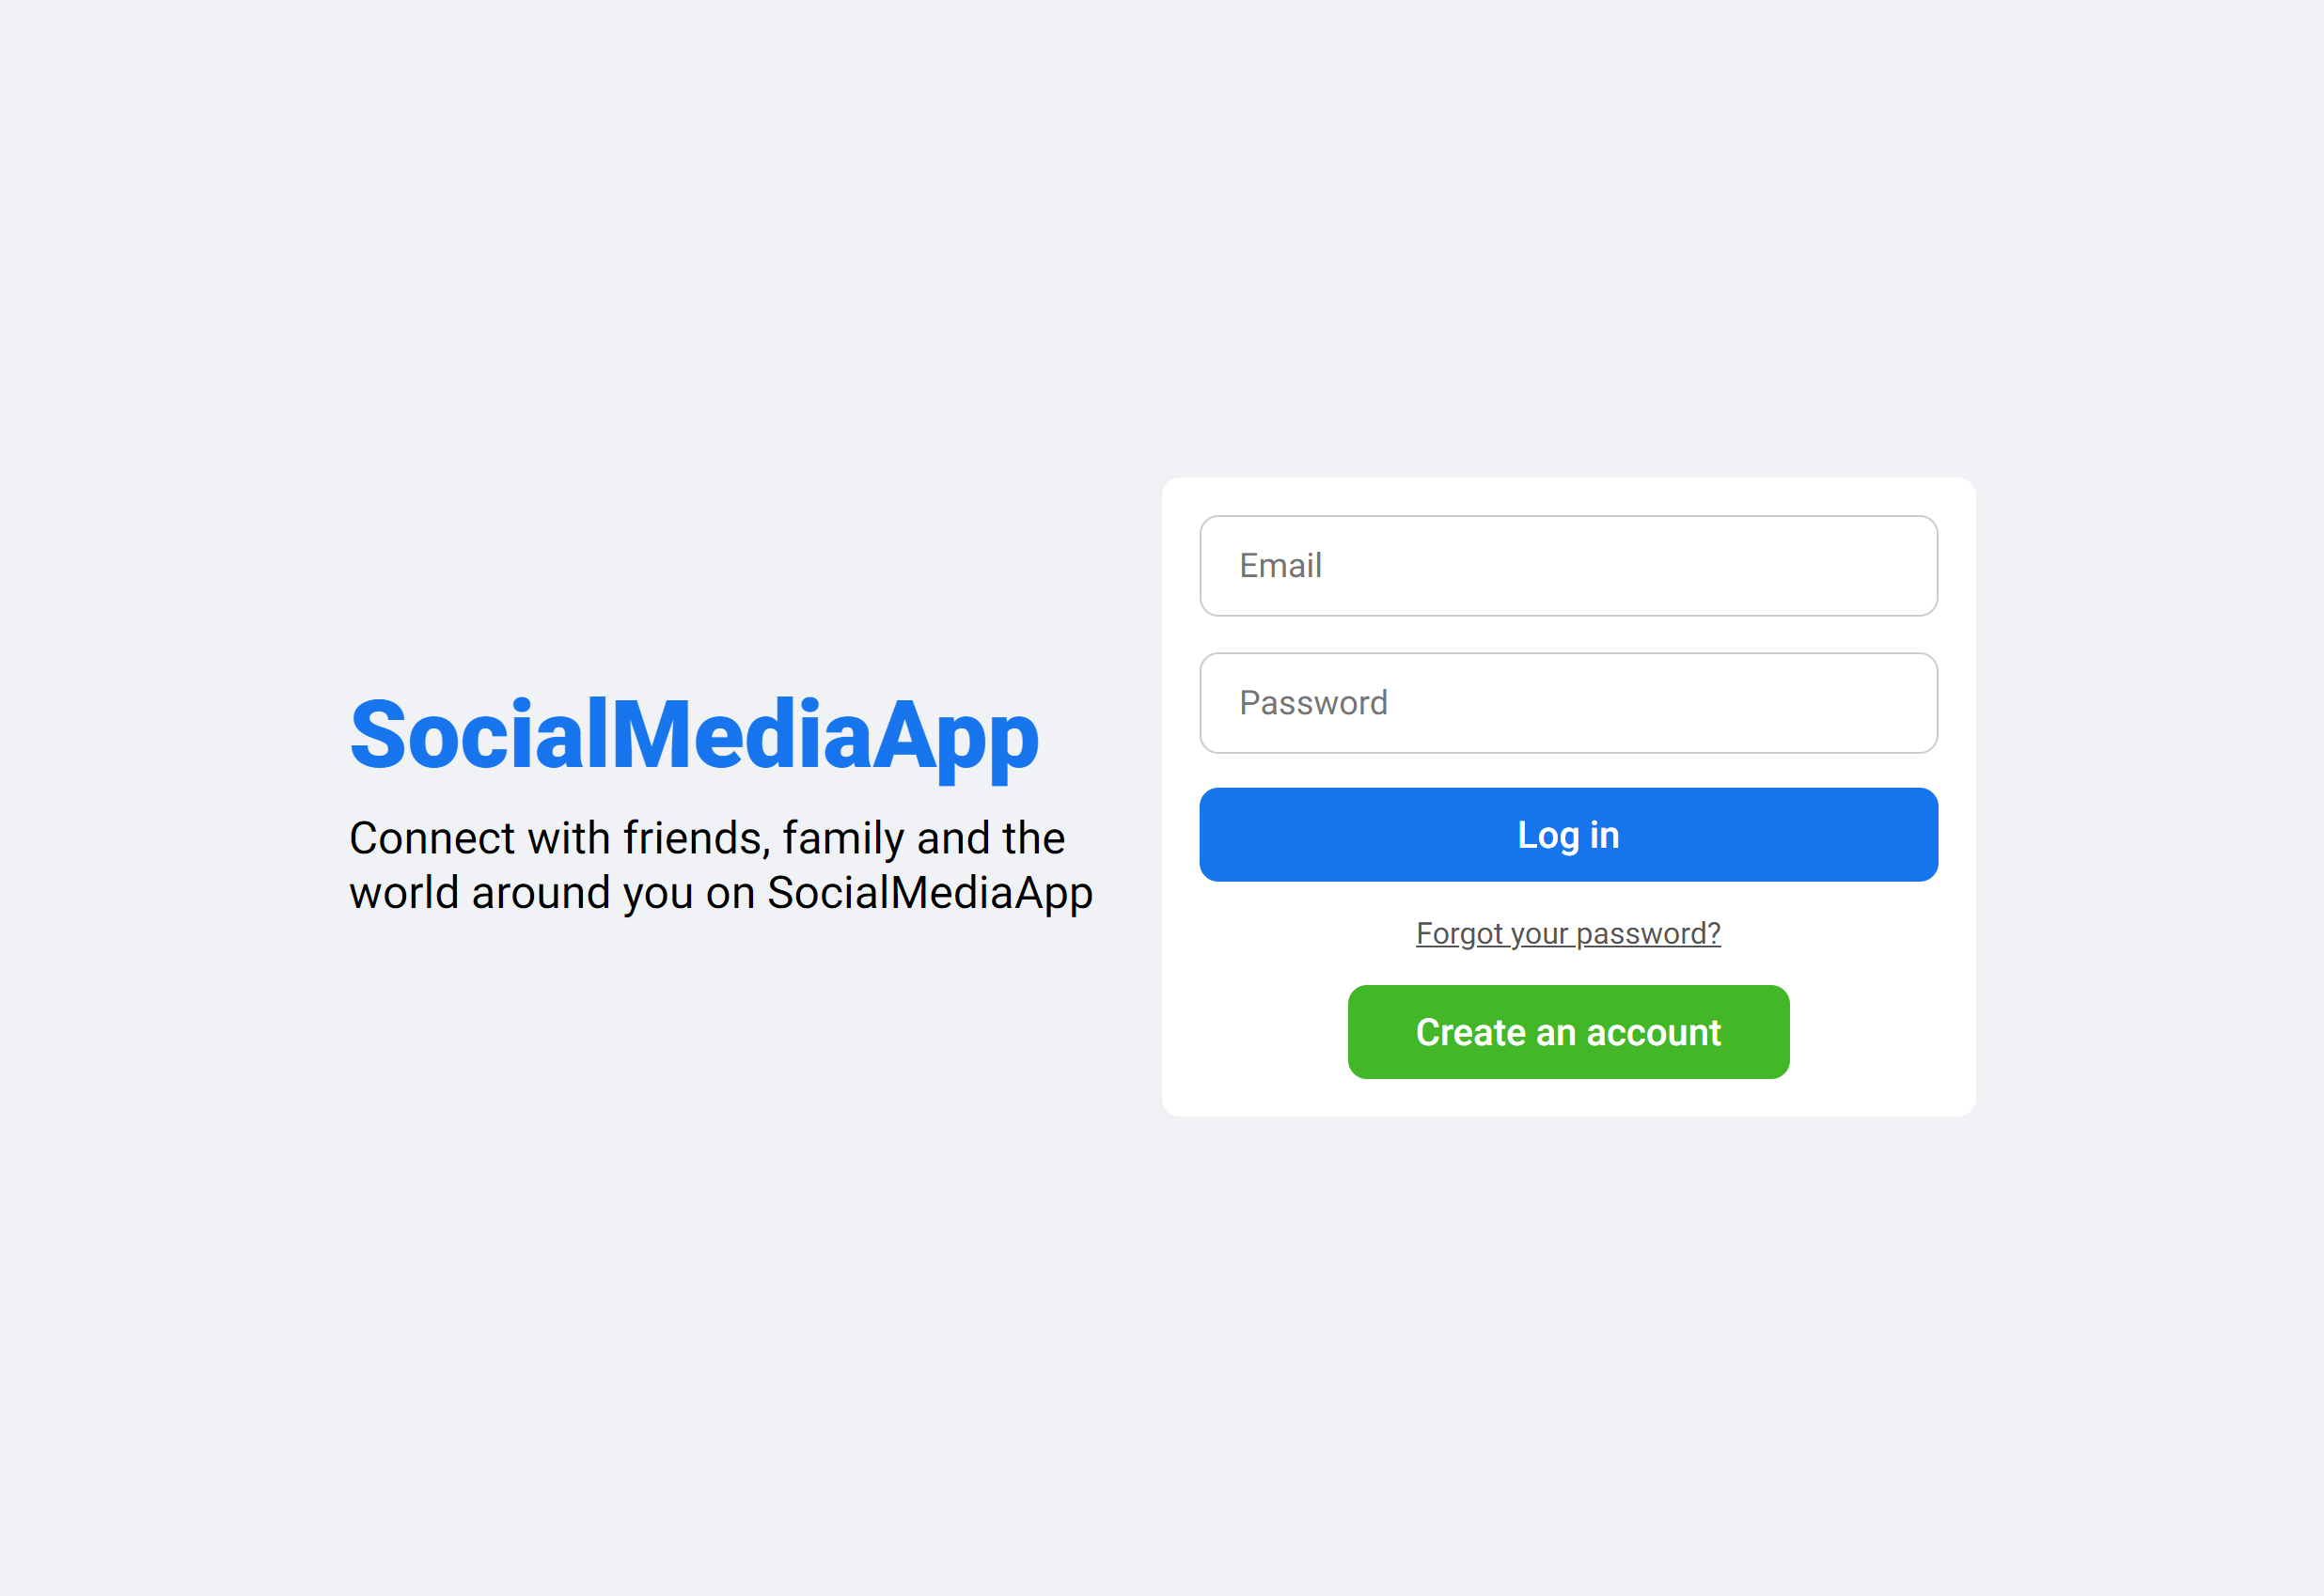 SocialMediaApp
Connect with friends, family and the
world around you on SocialMediaApp
Email
Password
Log in
Forgot your password?
Create an account